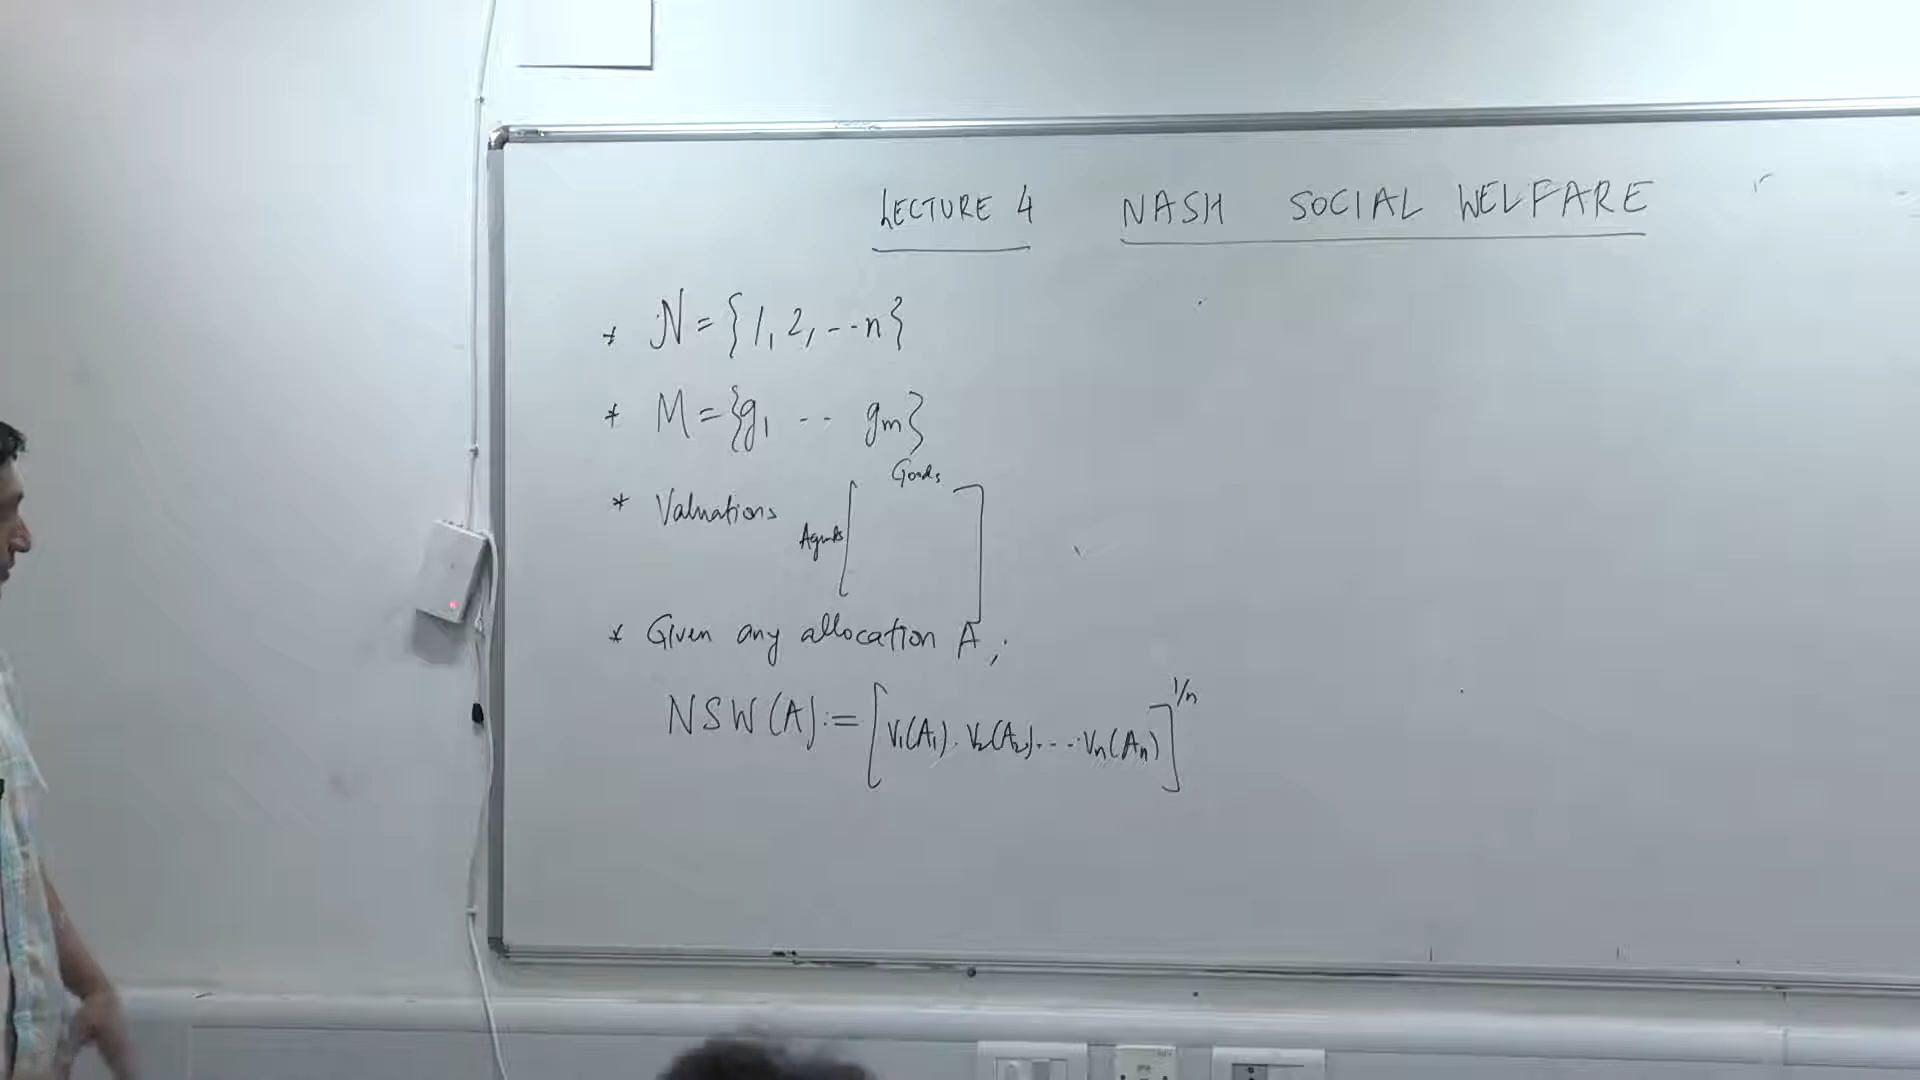 LECTURE 4 NASH SOCIAL WELFARE
* N = {1, 2, -- n}
* M = {g1 -- gm}
Goods
* Valuations Agents [ ]
* Given any allocation A,
NSW(A) := [V1(A1). V2(A2). --- . Vn(An)]^1/n